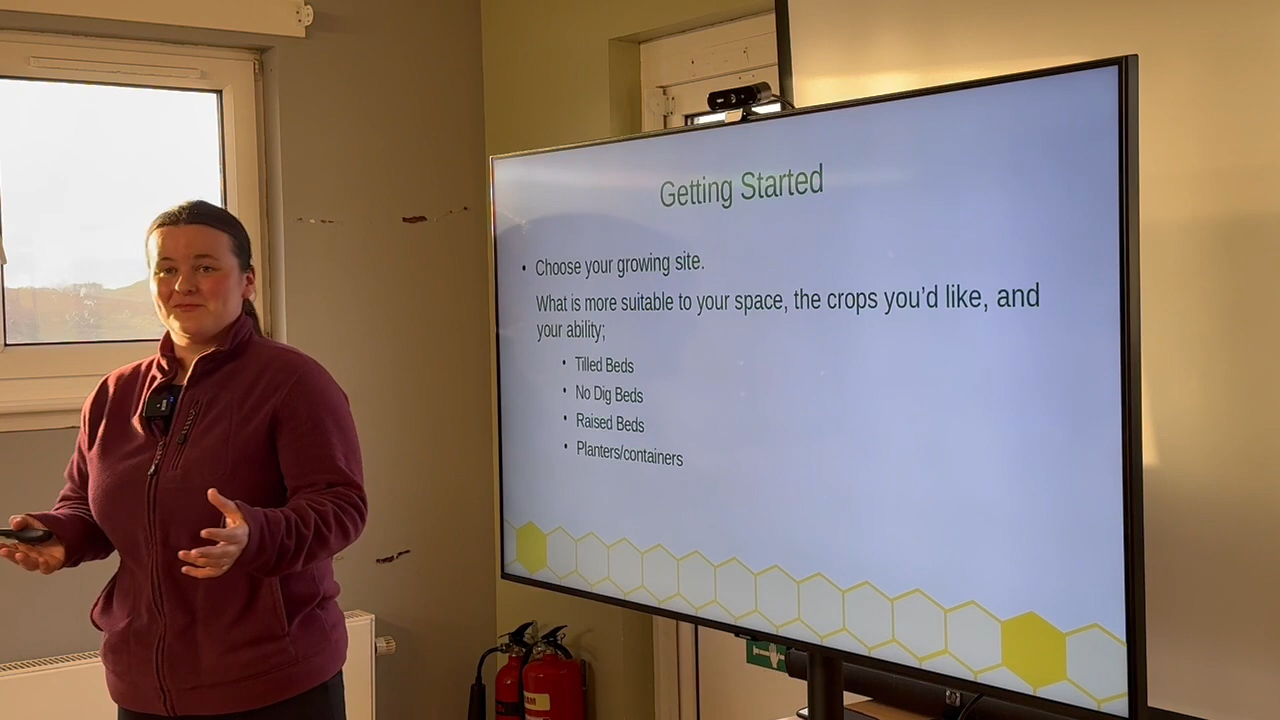 Getting Started
• Choose your growing site.
What is more suitable to your space, the crops you'd like, and
your ability;
• Tilled Beds
• No Dig Beds
• Raised Beds
• Planters/containers